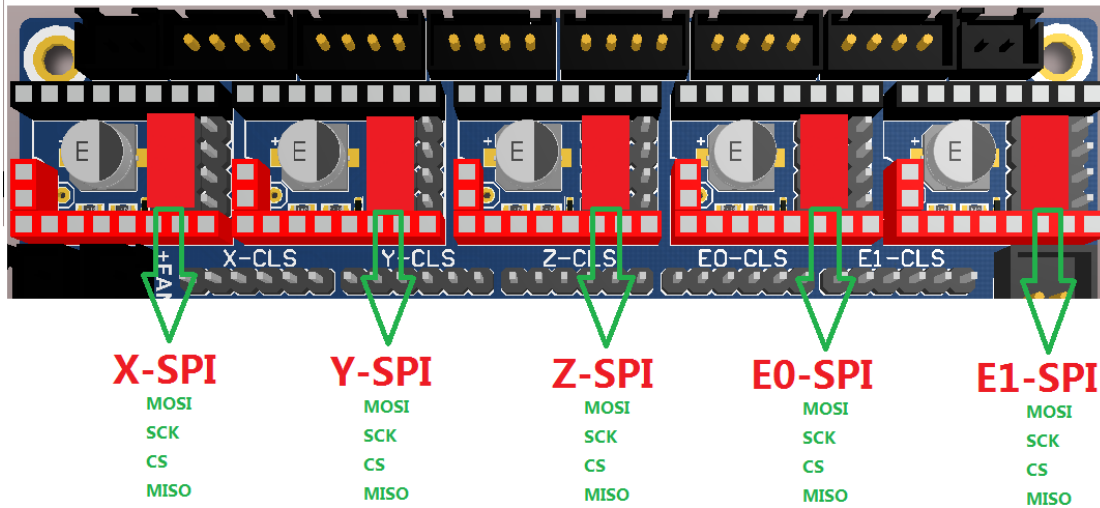 E E E E E
+ + + +
X-CLS Y-CLS Z-CLS E0-CLS E1-CLS
+FAN
X-SPI Y-SPI Z-SPI E0-SPI E1-SPI
MOSI MOSI MOSI MOSI MOSI
SCK SCK SCK SCK SCK
CS CS CS CS CS
MISO MISO MISO MISO MISO